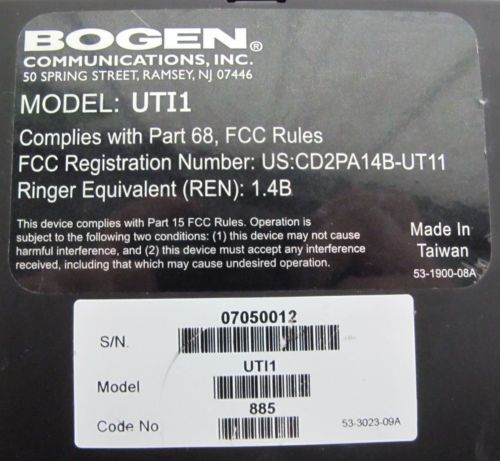 BOGEN®
COMMUNICATIONS, INC.
50 SPRING STREET, RAMSEY, NJ 07446
MODEL: UTI1
Complies with Part 68, FCC Rules
FCC Registration Number: US:CD2PA14B-UT11
Ringer Equivalent (REN): 1.4B
This device complies with Part 15 FCC Rules. Operation is
subject to the following two conditions: (1) this device may not cause
harmful interference, and (2) this device must accept any interference
received, including that which may cause undesired operation.
Made In
Taiwan
53-1900-08A
07050012
S/N.
UTI1
Model
885
Code No
53-3023-09A